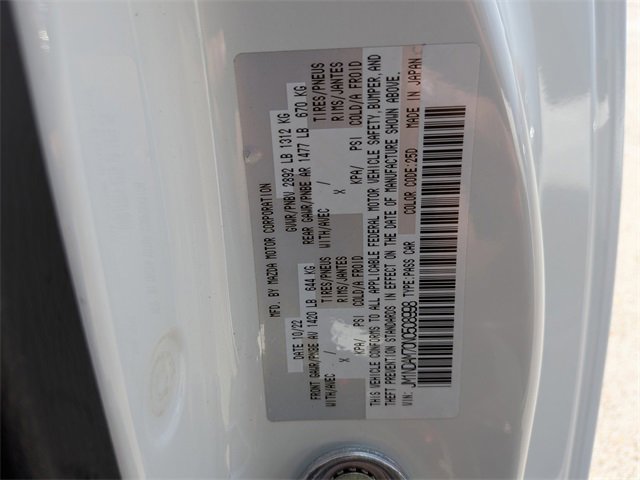 MFD. BY MAZDA MOTOR CORPORATION
DATE 10/22 GVWR/PNBV 2892 LB 1312 KG
FRONT GAWR/PNBE AV 1420 LB 644 KG REAR GAWR/PNBE AR 1477 LB 670 KG
WITH/AVEC / TIRES/PNEUS WITH/AVEC / TIRES/PNEUS
X RIMS/JANTES X RIMS/JANTES
KPA/ PSI COLD/A FROID KPA/ PSI COLD/A FROID
THIS VEHICLE CONFORMS TO ALL APPLICABLE FEDERAL MOTOR VEHICLE SAFETY, BUMPER, AND
THEFT PREVENTION STANDARDS IN EFFECT ON THE DATE OF MANUFACTURE SHOWN ABOVE.
VIN: JM1NDAM70N0508998 TYPE:PASS CAR COLOR CODE:25D MADE IN JAPAN